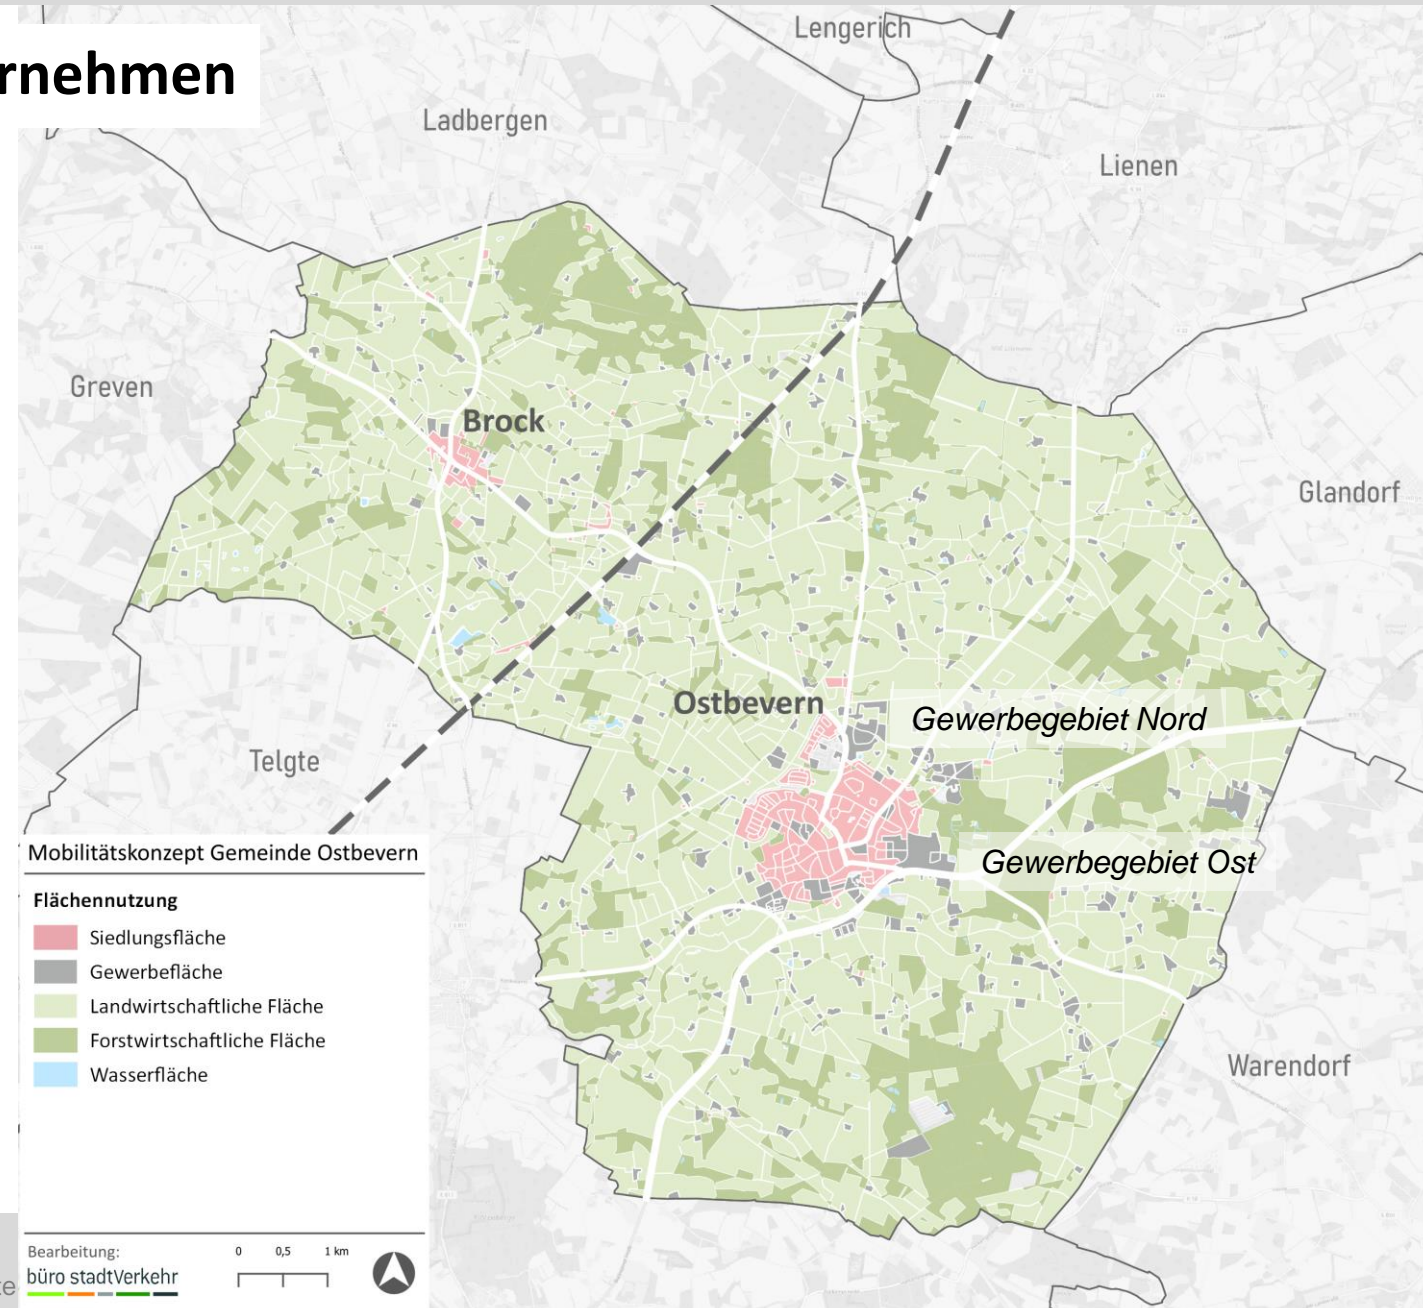 rnehmen
Lengerich
Ladbergen
Lienen
Greven
Brock
Glandorf
Ostbevern
Gewerbegebiet Nord
Telgte
Gewerbegebiet Ost
Warendorf
Mobilitätskonzept Gemeinde Ostbevern
Flächennutzung
Siedlungsfläche
Gewerbefläche
Landwirtschaftliche Fläche
Forstwirtschaftliche Fläche
Wasserfläche
Bearbeitung:
büro stadtVerkehr
0 0,5 1 km
te